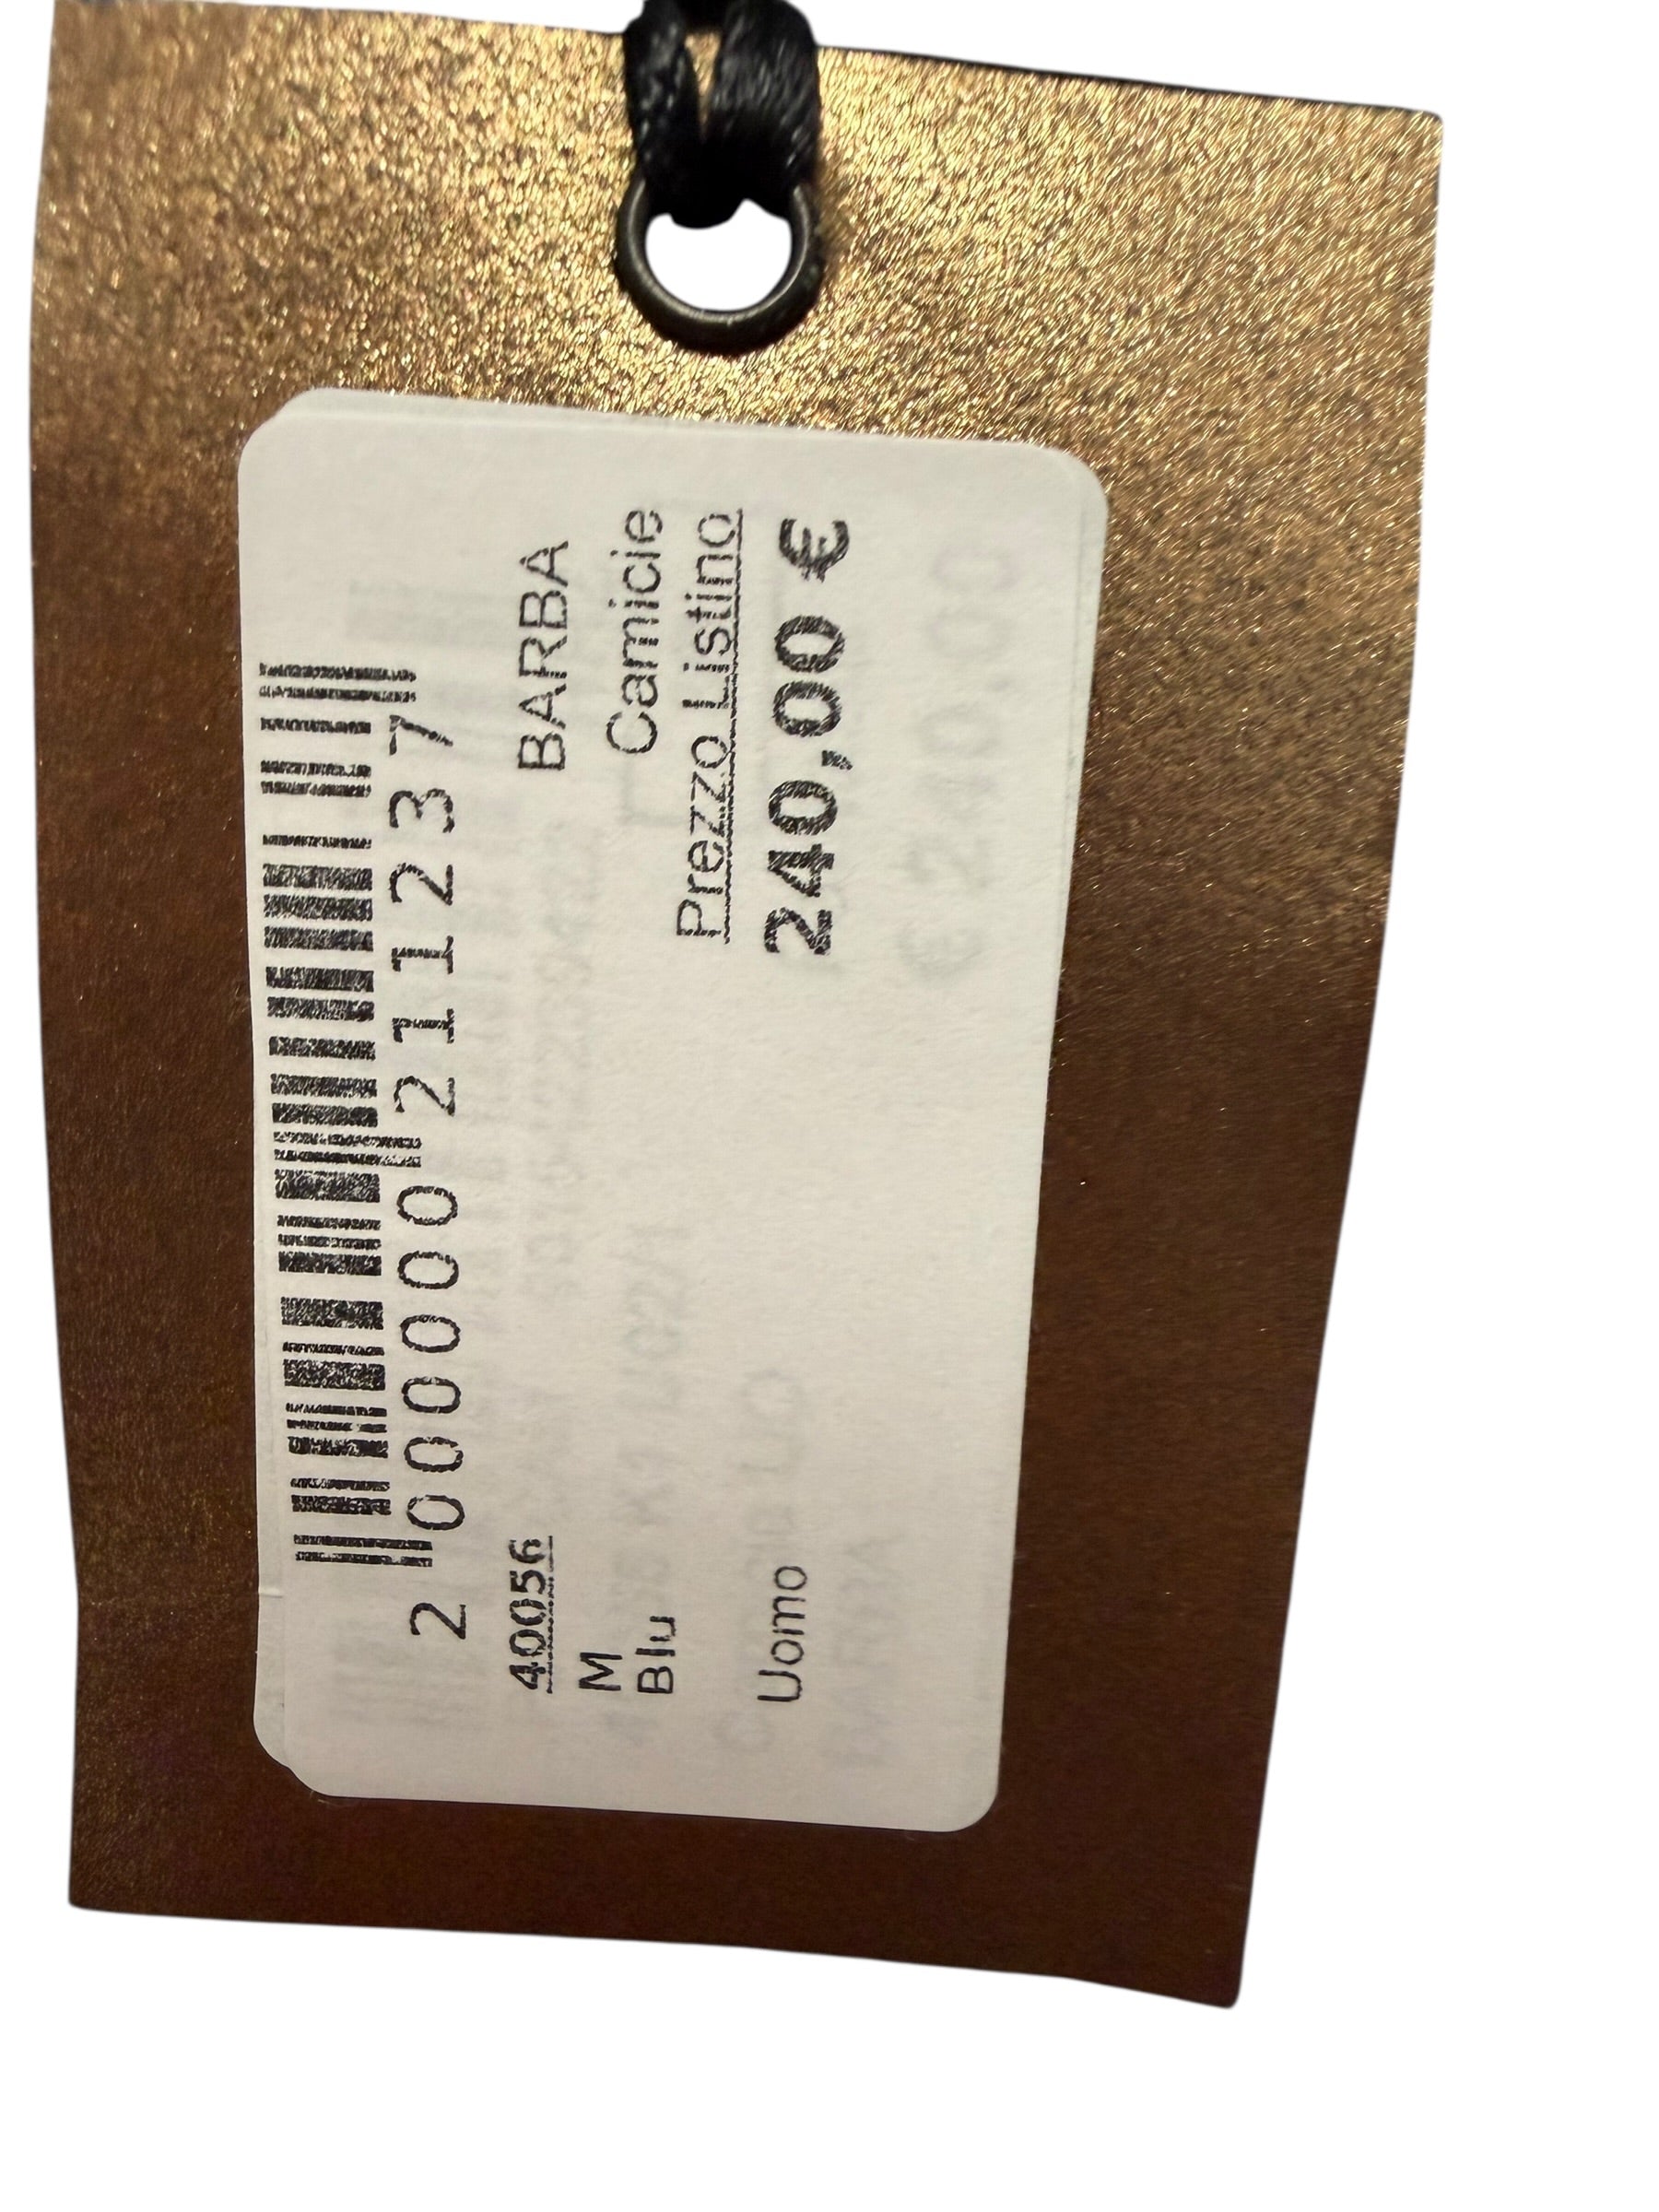 2 000000 211237
40056
BARBA
M
Camicie
Blu
Prezzo Listino
Uomo
240,00 €